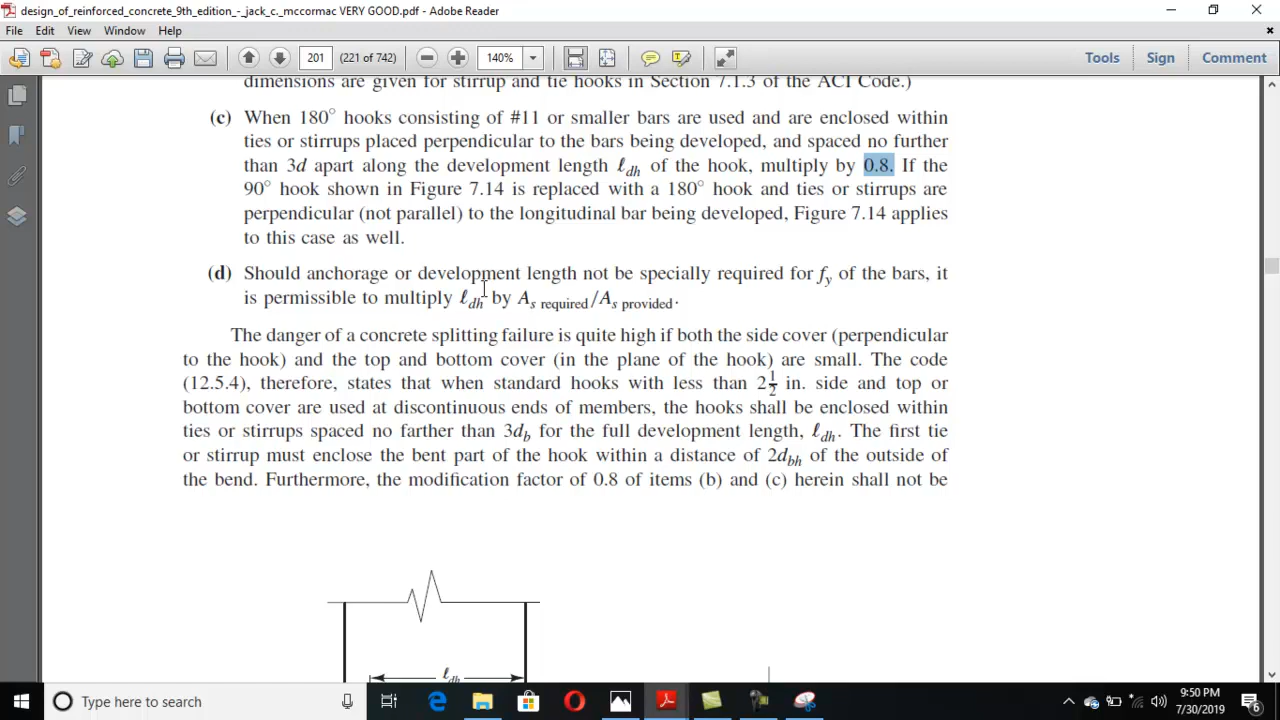 design_of_reinforced_concrete_9th_edition_-_jack_c._mccormac VERY GOOD.pdf - Adobe Reader
File Edit View Window Help
201 (221 of 742) 140% Tools Sign Comment
dimensions are given for stirrup and tie hooks in Section 7.1.3 of the ACI Code.)
(c) When 180° hooks consisting of #11 or smaller bars are used and are enclosed within
ties or stirrups placed perpendicular to the bars being developed, and spaced no further
than 3d apart along the development length ℓdh of the hook, multiply by 0.8. If the
90° hook shown in Figure 7.14 is replaced with a 180° hook and ties or stirrups are
perpendicular (not parallel) to the longitudinal bar being developed, Figure 7.14 applies
to this case as well.
(d) Should anchorage or development length not be specially required for fy of the bars, it
is permissible to multiply ℓdh by As required/As provided.
The danger of a concrete splitting failure is quite high if both the side cover (perpendicular
to the hook) and the top and bottom cover (in the plane of the hook) are small. The code
(12.5.4), therefore, states that when standard hooks with less than 2 1/2 in. side and top or
bottom cover are used at discontinuous ends of members, the hooks shall be enclosed within
ties or stirrups spaced no farther than 3db for the full development length, ℓdh. The first tie
or stirrup must enclose the bent part of the hook within a distance of 2dbh of the outside of
the bend. Furthermore, the modification factor of 0.8 of items (b) and (c) herein shall not be
ℓdh
Type here to search
9:50 PM
7/30/2019
6